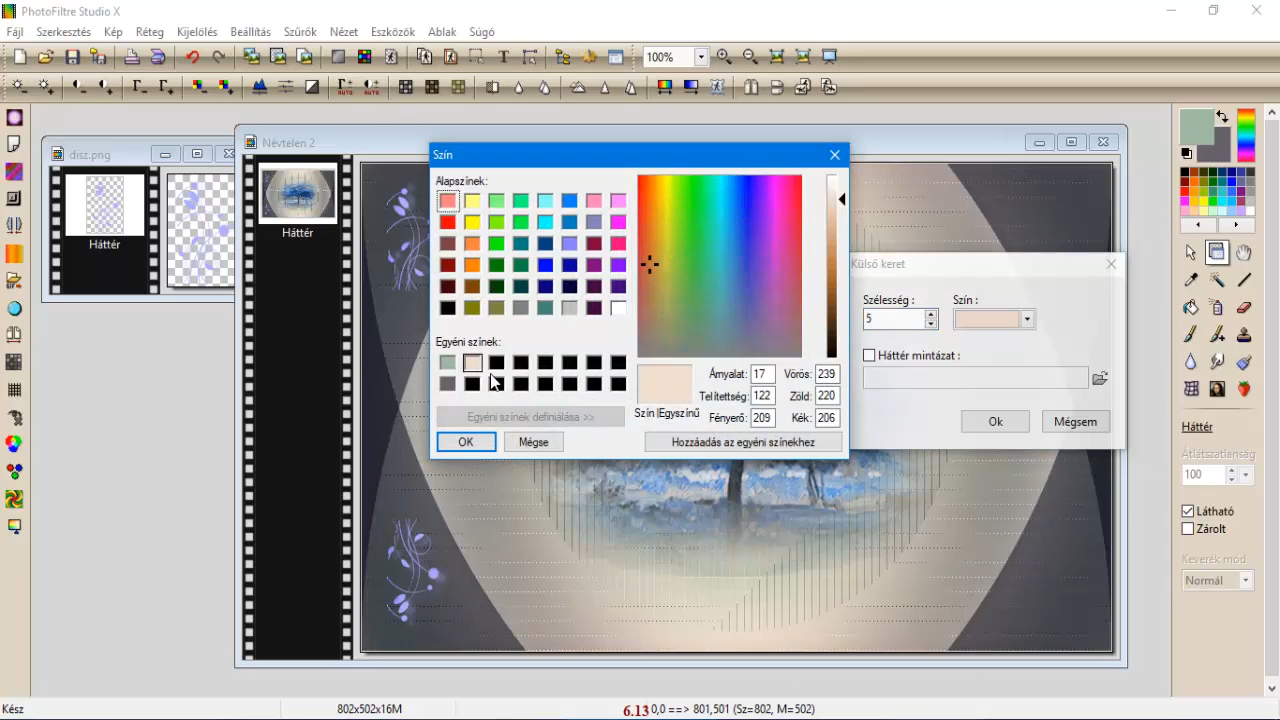 PhotoFiltre Studio X
Fájl Szerkesztés Kép Réteg Kijelölés Beállítás Szűrők Nézet Eszközök Ablak Súgó
100%
disz.png
Háttér
Névtelen 2
Háttér
Szín
Alapszínek:
Egyéni színek:
Egyéni színek definiálása >>
OK Mégse
Szín|Egyszínű
Árnyalat: 17 Vörös: 239
Telítettség: 122 Zöld: 220
Fényerő: 209 Kék: 206
Hozzáadás az egyéni színekhez
Külső keret
Szélesség : Szín :
5
Háttér mintázat :
Ok Mégsem
Háttér
Átlátszatlanság
100
Látható
Zárolt
Keverék mód
Normál
Kész 802x502x16M 6.13 0,0 ==> 801,501 (Sz=802, M=502)